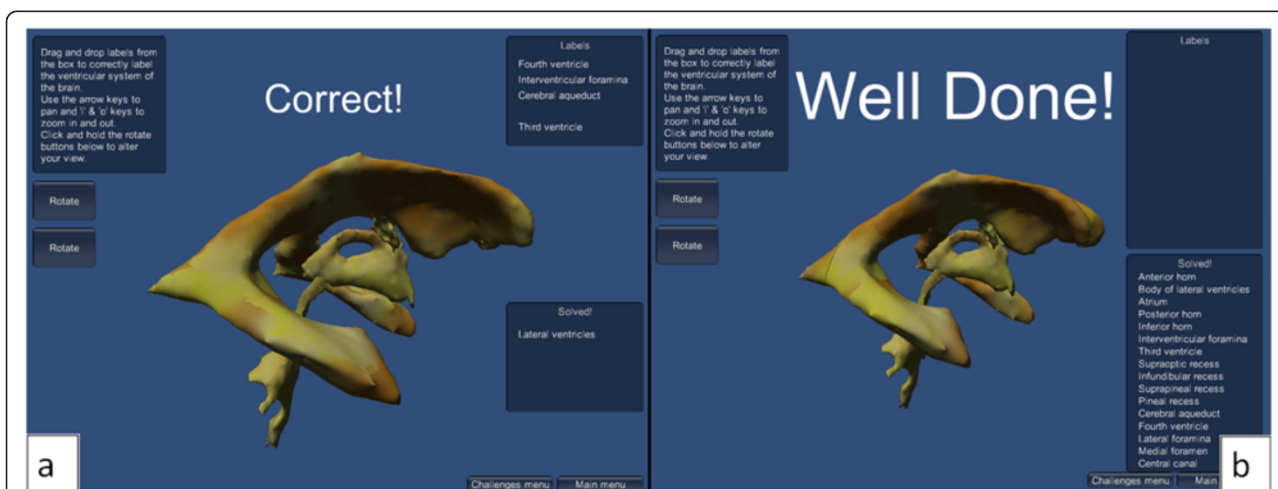 Drag and drop labels from
the box to correctly label
the ventricular system of
the brain.
Use the arrow keys to
pan and 'i' & 'o' keys to
zoom in and out.
Click and hold the rotate
buttons below to alter
your view.
Rotate
Rotate
Correct!
Labels
Fourth ventricle
Interventricular foramina
Cerebral aqueduct
Third ventricle
Solved!
Lateral ventricles
Challenges menu
Main menu
a
Drag and drop labels from
the box to correctly label
the ventricular system of
the brain.
Use the arrow keys to
pan and 'i' & 'o' keys to
zoom in and out.
Click and hold the rotate
buttons below to alter
your view.
Rotate
Rotate
Well Done!
Labels
Solved!
Anterior horn
Body of lateral ventricles
Atrium
Posterior horn
Inferior horn
Interventricular foramina
Third ventricle
Supraoptic recess
Infundibular recess
Suprapineal recess
Pineal recess
Cerebral aqueduct
Fourth ventricle
Lateral foramina
Medial foramen
Central canal
Challenges menu
Main
b